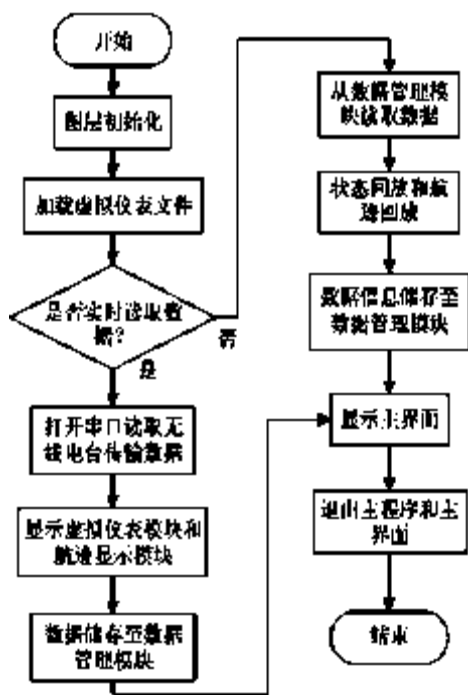 开始
图层初始化
加载虚拟仪表文件
是否实时读取数
据?
是
否
打开串口读取无
线电台传输数据
显示虚拟仪表模块和
航迹显示模块
数据储存至数据
管理模块
从数据管理模
块读取数据
状态回放和航
迹回放
数据信息储存至
数据管理模块
显示主界面
退出主程序和主
界面
结束